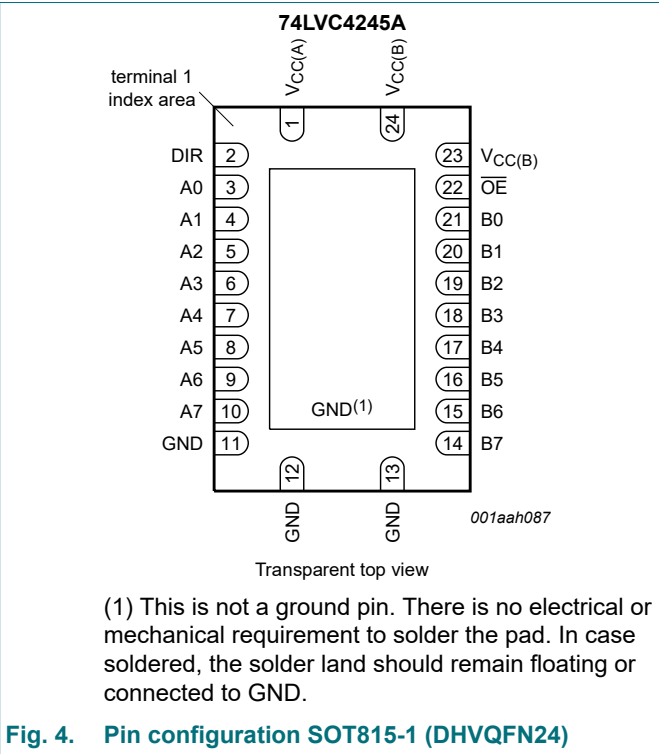 74LVC4245A
terminal 1
index area
VCC(A)
VCC(B)
1
24
DIR 2
23 VCC(B)
A0 3
22 OE
A1 4
21 B0
A2 5
20 B1
A3 6
19 B2
A4 7
18 B3
A5 8
17 B4
A6 9
16 B5
A7 10
15 B6
GND(1)
GND 11
14 B7
12
13
GND
GND
001aah087
Transparent top view
(1) This is not a ground pin. There is no electrical or
mechanical requirement to solder the pad. In case
soldered, the solder land should remain floating or
connected to GND.
Fig. 4. Pin configuration SOT815-1 (DHVQFN24)